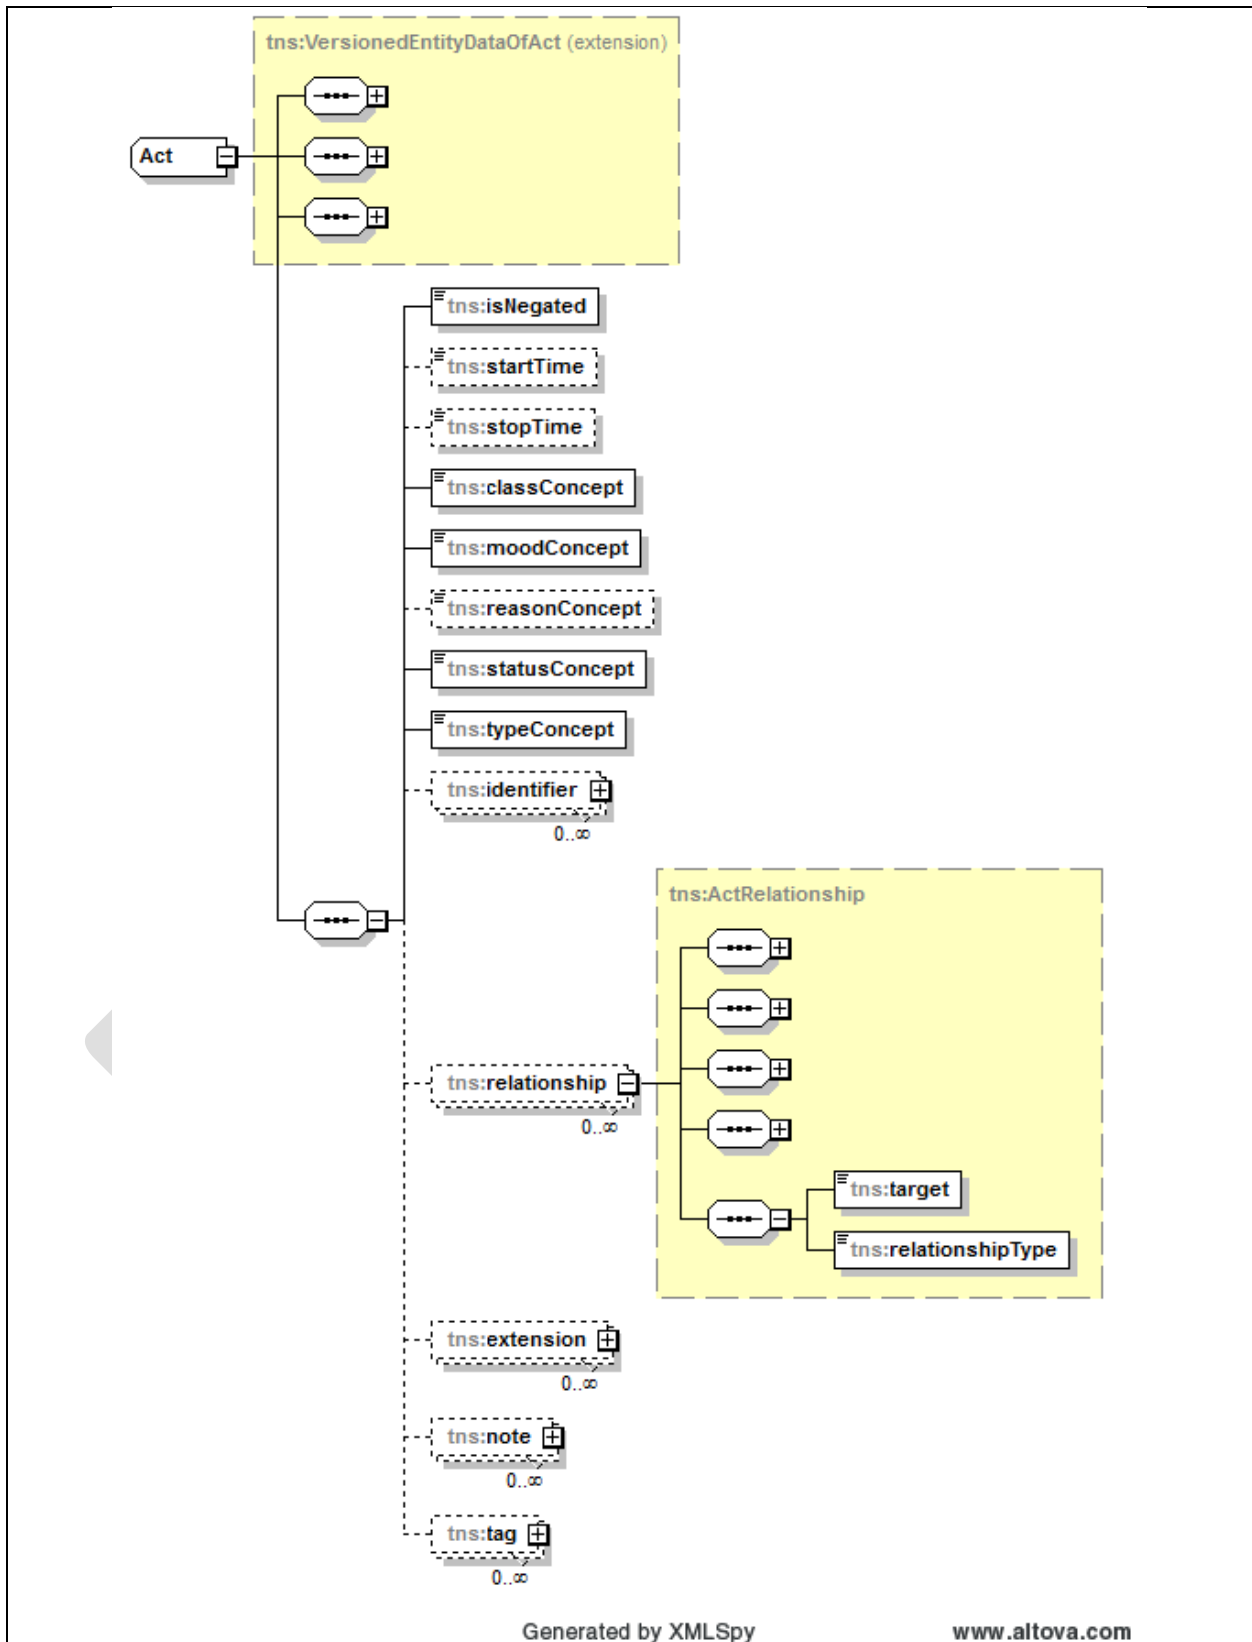 tns:VersionedEntityDataOfAct (extension)
Act
tns:isNegated
tns:startTime
tns:stopTime
tns:classConcept
tns:moodConcept
tns:reasonConcept
tns:statusConcept
tns:typeConcept
tns:identifier
0..∞
tns:ActRelationship
tns:relationship
0..∞
tns:target
tns:relationshipType
tns:extension
0..∞
tns:note
0..∞
tns:tag
0..∞
Generated by XMLSpy www.altova.com